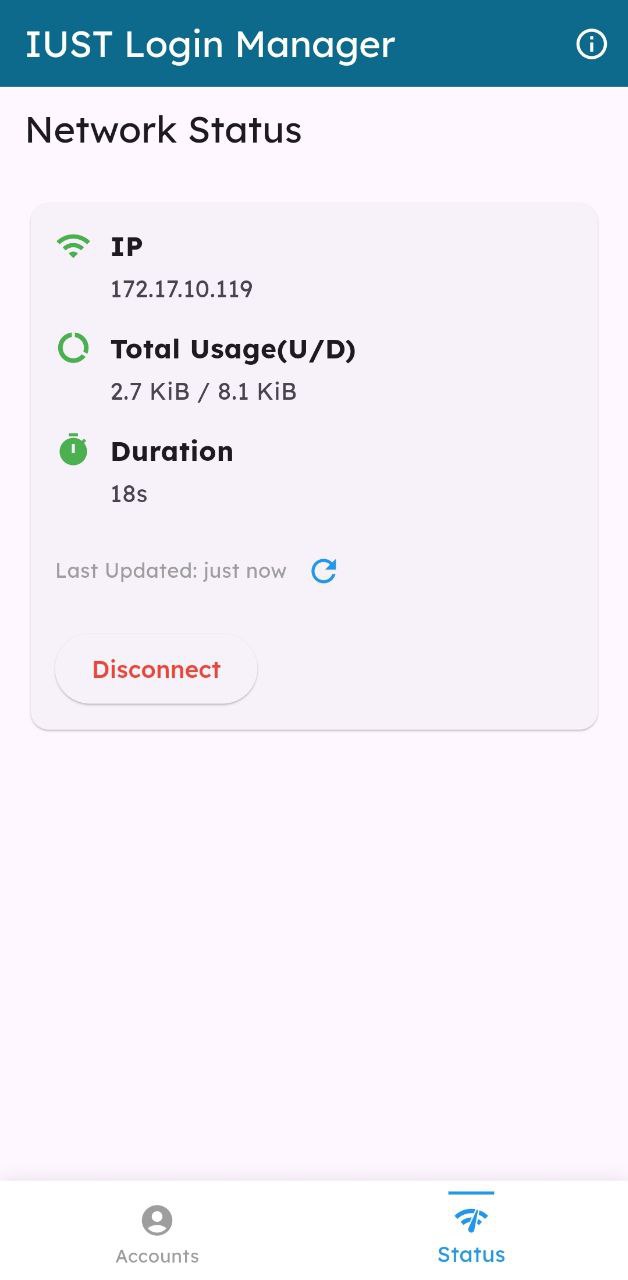 IUST Login Manager
Network Status
IP
172.17.10.119
Total Usage(U/D)
2.7 KiB / 8.1 KiB
Duration
18s
Last Updated: just now
Disconnect
Accounts
Status